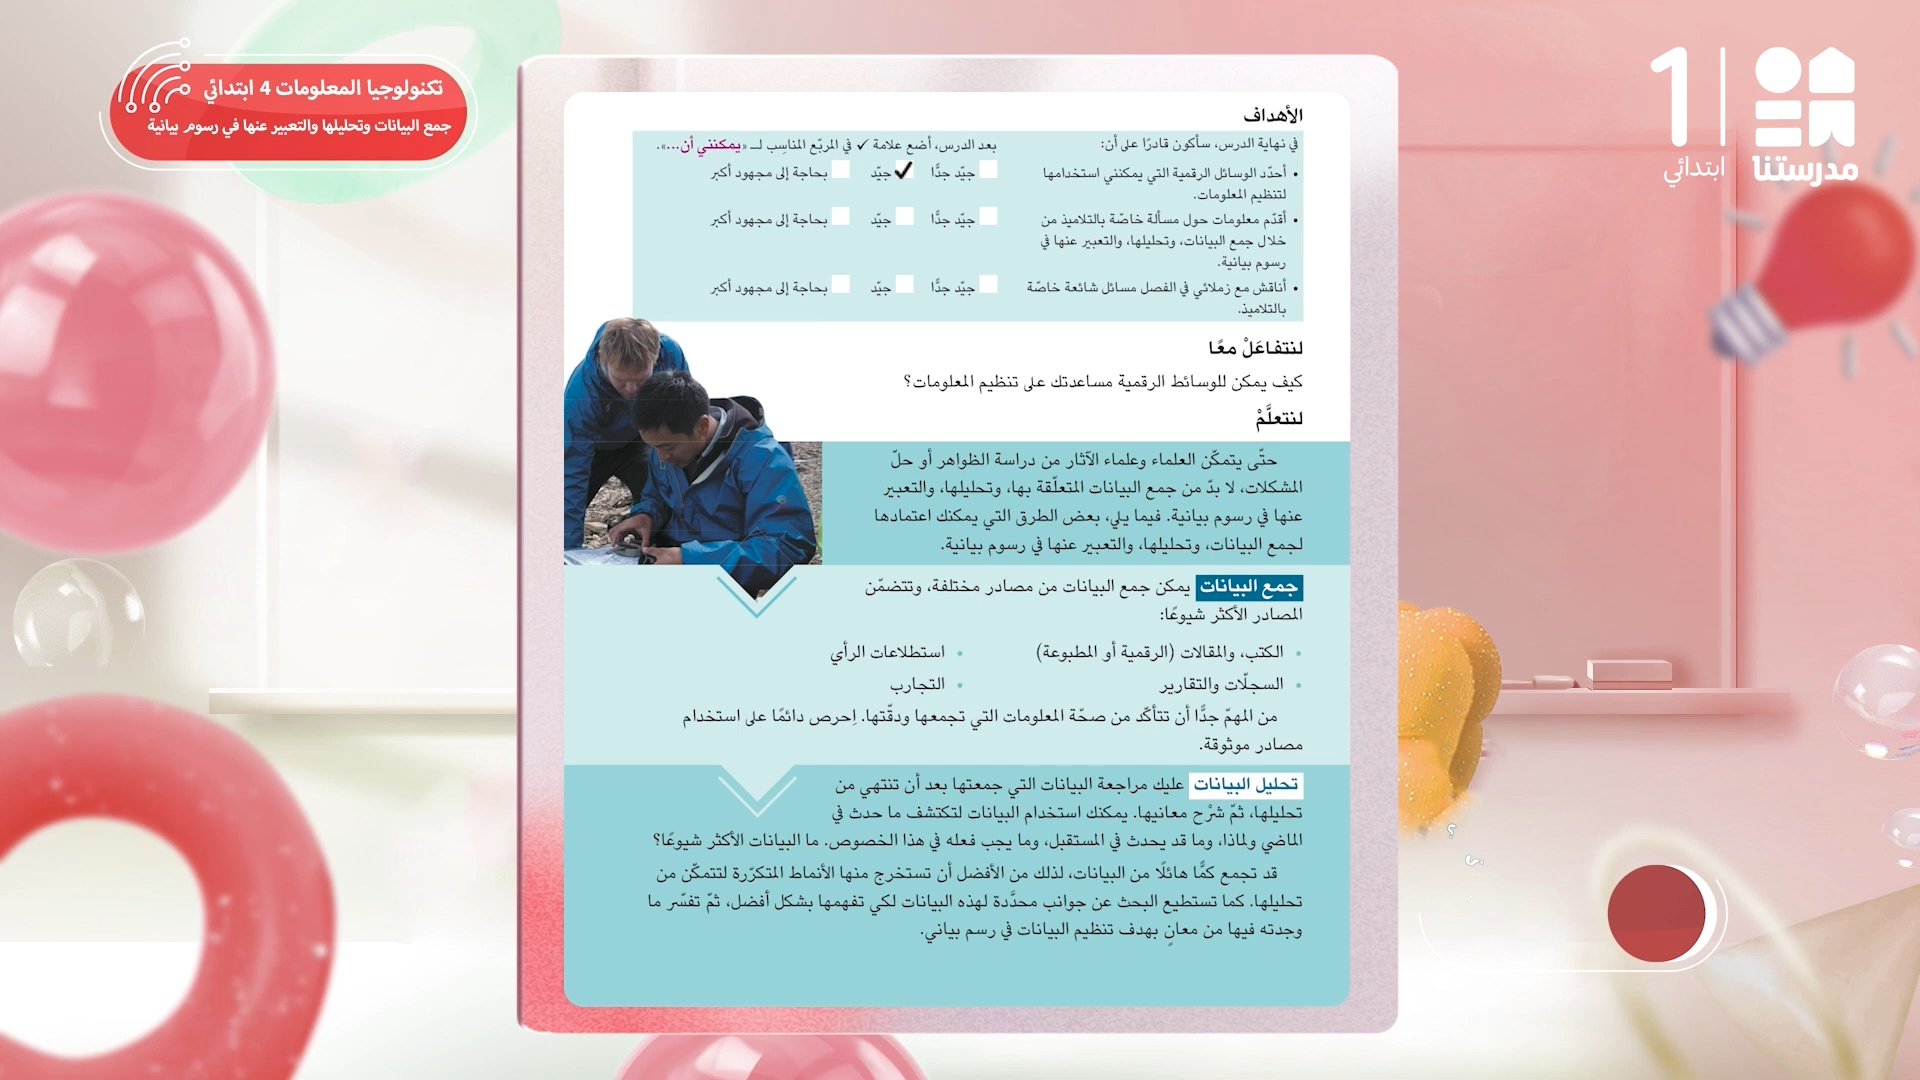 تكنولوجيا المعلومات 4 ابتدائي
جمع البيانات وتحليلها والتعبير عنها في رسوم بيانية
1
ابتدائي
مدرستنا
الأهداف
في نهاية الدرس، سأكون قادرًا على أن:
بعد الدرس، أضع علامة ✓ في المربّع المناسِب لــ «يمكنني أن...».
• أحدّد الوسائل الرقمية التي يمكنني استخدامها
لتنظيم المعلومات.
جيّد جدًّا ✓ جيّد بحاجة إلى مجهود أكبر
• أقدّم معلومات حول مسألة خاصّة بالتلاميذ من
خلال جمع البيانات، وتحليلها، والتعبير عنها في
رسوم بيانية.
جيّد جدًّا جيّد بحاجة إلى مجهود أكبر
• أناقش مع زملائي في الفصل مسائل شائعة خاصّة
بالتلاميذ.
جيّد جدًّا جيّد بحاجة إلى مجهود أكبر
لنتفاعَلْ معًا
كيف يمكن للوسائط الرقمية مساعدتك على تنظيم المعلومات؟
لنتعلَّمْ
حتّى يتمكّن العلماء وعلماء الآثار من دراسة الظواهر أو حلّ
المشكلات، لا بدّ من جمع البيانات المتعلّقة بها، وتحليلها، والتعبير
عنها في رسوم بيانية. فيما يلي، بعض الطرق التي يمكنك اعتمادها
لجمع البيانات، وتحليلها، والتعبير عنها في رسوم بيانية.
جمع البيانات يمكن جمع البيانات من مصادر مختلفة، وتتضمّن
المصادر الأكثر شيوعًا:
• الكتب، والمقالات (الرقمية أو المطبوعة) • استطلاعات الرأي
• السجلّات والتقارير • التجارب
من المهمّ جدًّا أن تتأكّد من صحّة المعلومات التي تجمعها ودقّتها. اِحرص دائمًا على استخدام
مصادر موثوقة.
تحليل البيانات عليك مراجعة البيانات التي جمعتها بعد أن تنتهي من
تحليلها، ثمّ شرْح معانيها. يمكنك استخدام البيانات لتكتشف ما حدث في
الماضي ولماذا، وما قد يحدث في المستقبل، وما يجب فعله في هذا الخصوص. ما البيانات الأكثر شيوعًا؟
قد تجمع كمًّا هائلًا من البيانات، لذلك من الأفضل أن تستخرج منها الأنماط المتكرّرة لتتمكّن من
تحليلها. كما تستطيع البحث عن جوانب محدَّدة لهذه البيانات لكي تفهمها بشكل أفضل، ثمّ تفسّر ما
وجدته فيها من معانٍ بهدف تنظيم البيانات في رسم بياني.